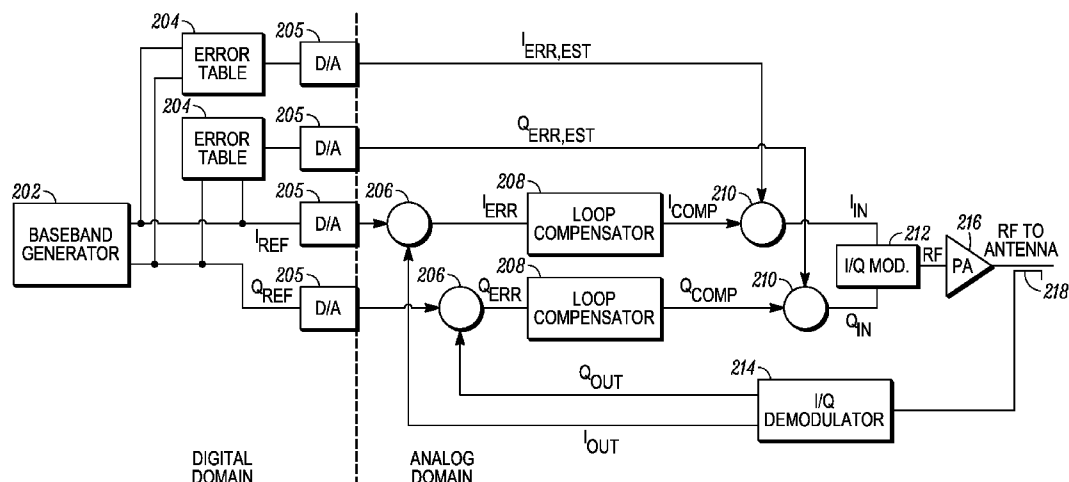 204
ERROR
TABLE
205
D/A
I ERR,EST
204
ERROR
TABLE
205
D/A
Q ERR,EST
202
BASEBAND
GENERATOR
I REF
205
D/A
206
I ERR
208
LOOP
COMPENSATOR
I COMP
210
I IN
212
I/Q MOD.
RF
216
PA
RF TO
ANTENNA
218
Q REF
205
D/A
206
Q ERR
208
LOOP
COMPENSATOR
Q COMP
210
Q IN
Q OUT
214
I/Q
DEMODULATOR
I OUT
DIGITAL
DOMAIN
ANALOG
DOMAIN